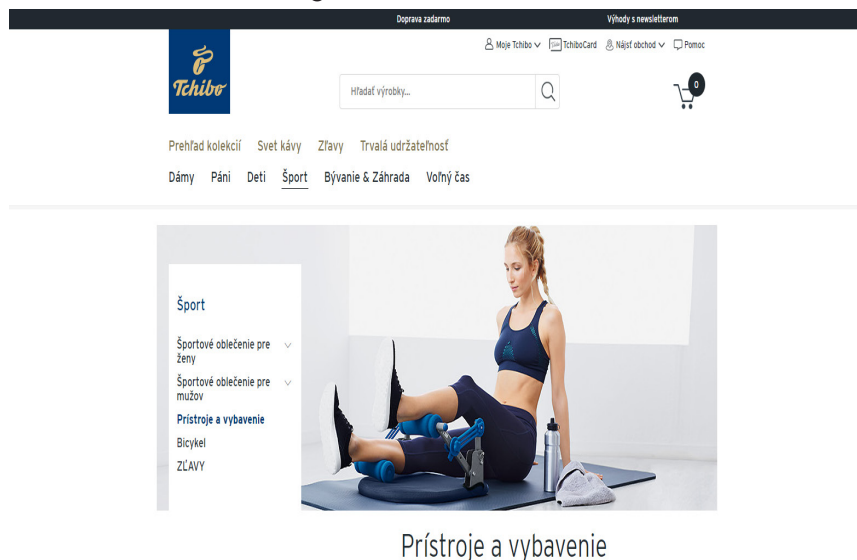 Doprava zadarmo
Výhody s newsletterom
Moje Tchibo
TchiboCard
Nájsť obchod
Pomoc
Tchibo
Hľadať výrobky...
0
Prehľad kolekcií
Svet kávy
Zľavy
Trvalá udržateľnosť
Dámy
Páni
Deti
Šport
Bývanie & Záhrada
Voľný čas
Šport
Športové oblečenie pre
ženy
Športové oblečenie pre
mužov
Prístroje a vybavenie
Bicykel
ZĽAVY
Prístroje a vybavenie